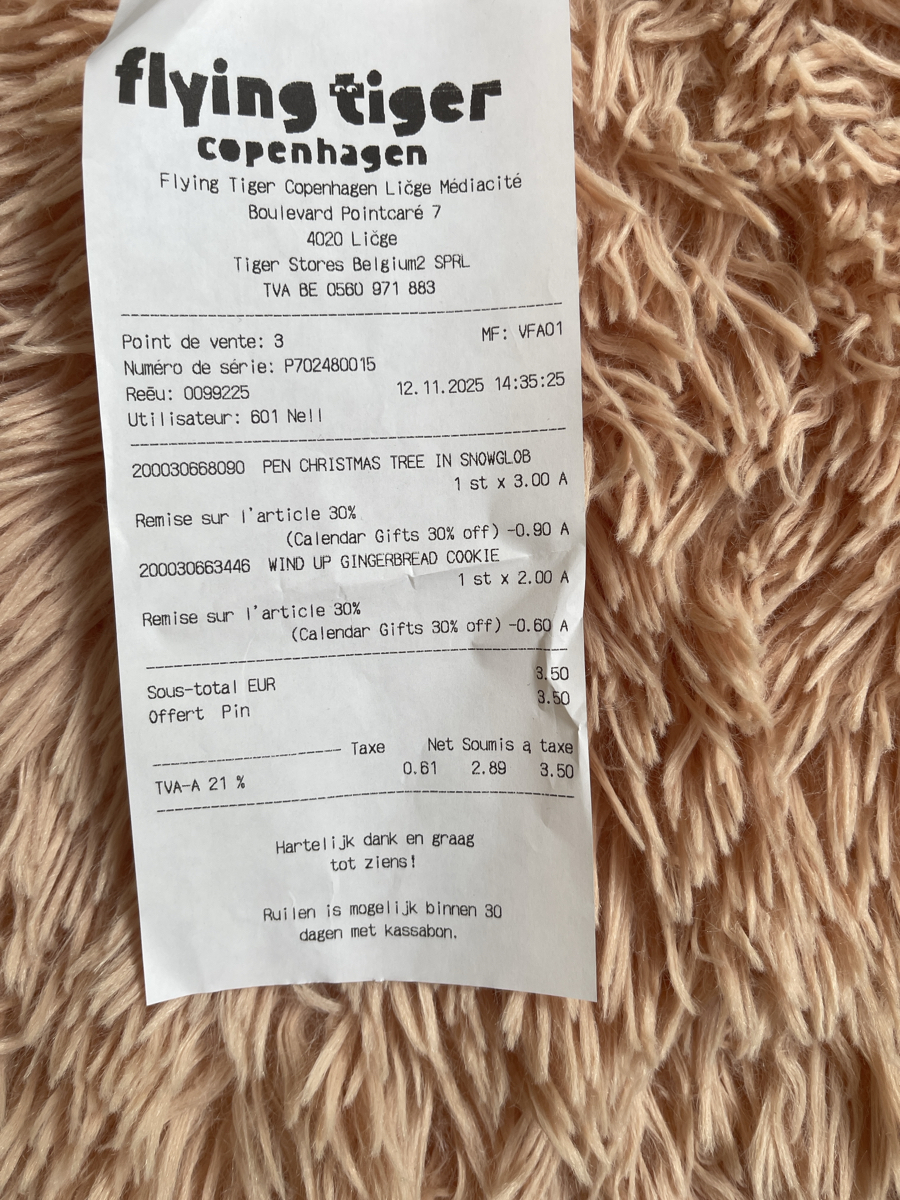 flying tiger
copenhagen
Flying Tiger Copenhagen Ličge Médiacité
Boulevard Pointcaré 7
4020 Ličge
Tiger Stores Belgium2 SPRL
TVA BE 0560 971 883
Point de vente: 3 MF: VFA01
Numéro de série: P702480015
Reēu: 0099225 12.11.2025 14:35:25
Utilisateur: 601 Nell
200030668090 PEN CHRISTMAS TREE IN SNOWGLOB
1 st x 3.00 A
Remise sur l'article 30%
(Calendar Gifts 30% off) -0.90 A
200030663446 WIND UP GINGERBREAD COOKIE
1 st x 2.00 A
Remise sur l'article 30%
(Calendar Gifts 30% off) -0.60 A
Sous-total EUR 3.50
Offert Pin 3.50
Taxe Net Soumis ą taxe
TVA-A 21 % 0.61 2.89 3.50
Hartelijk dank en graag
tot ziens!
Ruilen is mogelijk binnen 30
dagen met kassabon.